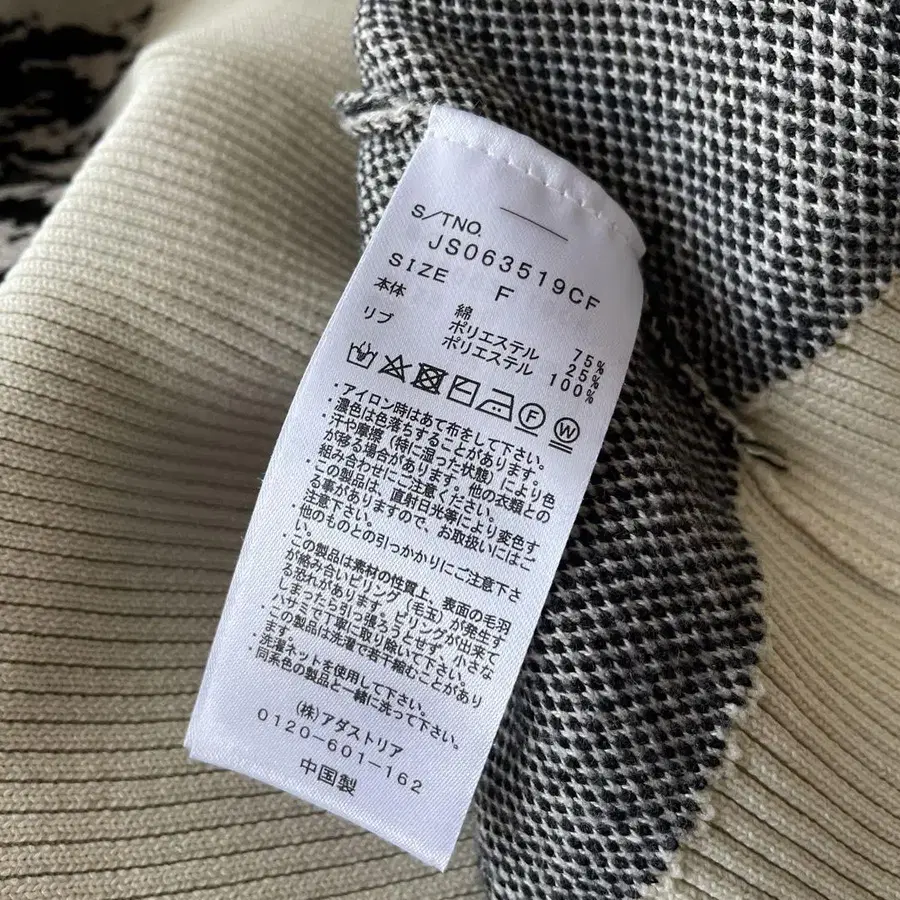 S/TNO.
JS063519CF
SIZE F
本体 綿 75%
ポリエステル 25%
リブ ポリエステル 100%
・アイロン時はあて布をして下さい。
・濃色は色落ちすることがあります。
・汗や摩擦（特に湿った状態）により色
が移る場合があります。他の衣類との
組み合わせにご注意ください。
・この製品は、直射日光等により変色す
る事がありますので、お取扱いにはご
注意下さい。
・他のものとの引っかかりにご注意下さ
い。
・この製品は素材の性質上、表面の毛羽
が絡み合いピリング（毛玉）が発生す
る恐れがあります。ピリングが出来て
しまったら引っ張ろうとせず、小さな
ハサミで丁寧に取り除いて下さい。
・この製品は洗濯で若干縮むことがあり
ます。
・洗濯ネットを使用して下さい。
・同系色の製品と一緒に洗って下さい。
(株)アダストリア
0120-601-162
中国製